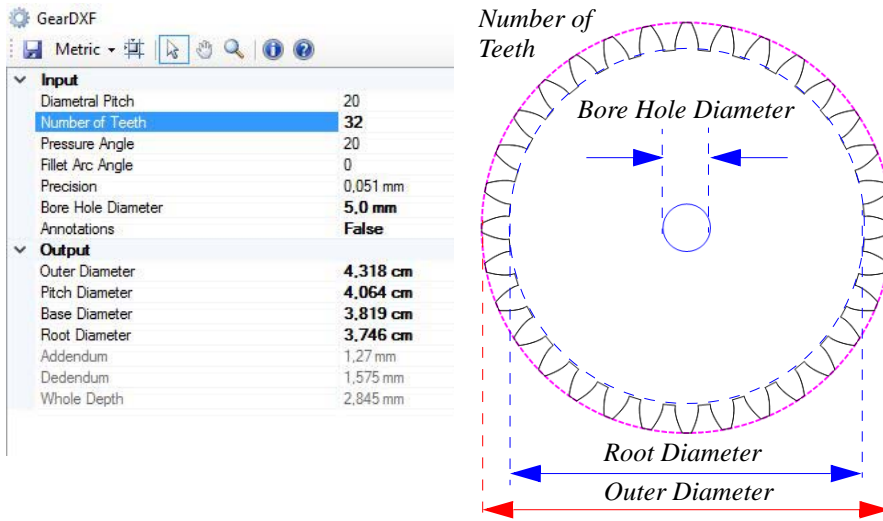 GearDXF
Metric
Input
Diametral Pitch 20
Number of Teeth 32
Pressure Angle 20
Fillet Arc Angle 0
Precision 0,051 mm
Bore Hole Diameter 5,0 mm
Annotations False
Output
Outer Diameter 4,318 cm
Pitch Diameter 4,064 cm
Base Diameter 3,819 cm
Root Diameter 3,746 cm
Addendum 1,27 mm
Dedendum 1,575 mm
Whole Depth 2,845 mm
Number of
Teeth
Bore Hole Diameter
Root Diameter
Outer Diameter